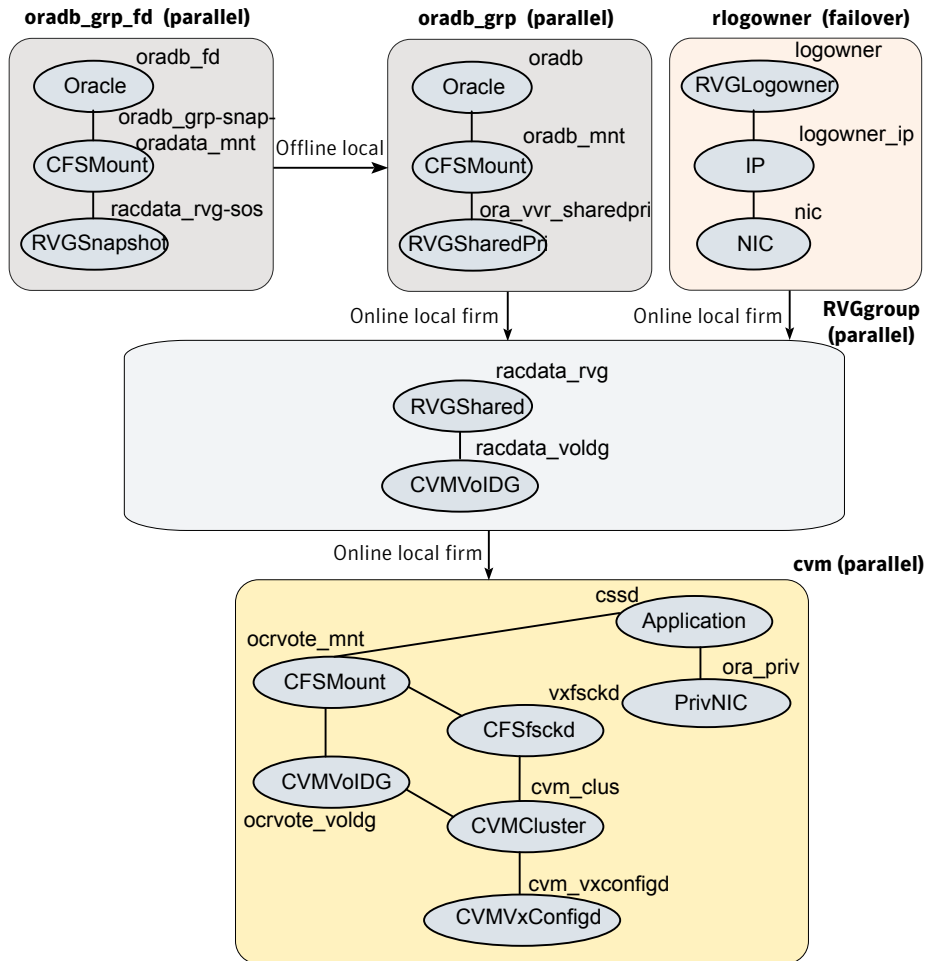 oradb_grp_fd (parallel)
oradb_fd
Oracle
oradb_grp-snap-
oradata_mnt
CFSMount
racdata_rvg-sos
RVGSnapshot
Offline local
oradb_grp (parallel)
oradb
Oracle
oradb_mnt
CFSMount
ora_vvr_sharedpri
RVGSharedPri
rlogowner (failover)
logowner
RVGLogowner
logowner_ip
IP
nic
NIC
Online local firm
Online local firm
RVGgroup
(parallel)
racdata_rvg
RVGShared
racdata_voldg
CVMVolDG
Online local firm
cvm (parallel)
cssd
Application
ocrvote_mnt
CFSMount
ora_priv
PrivNIC
vxfsckd
CFSfsckd
CVMVolDG
ocrvote_voldg
cvm_clus
CVMCluster
cvm_vxconfigd
CVMVxConfigd